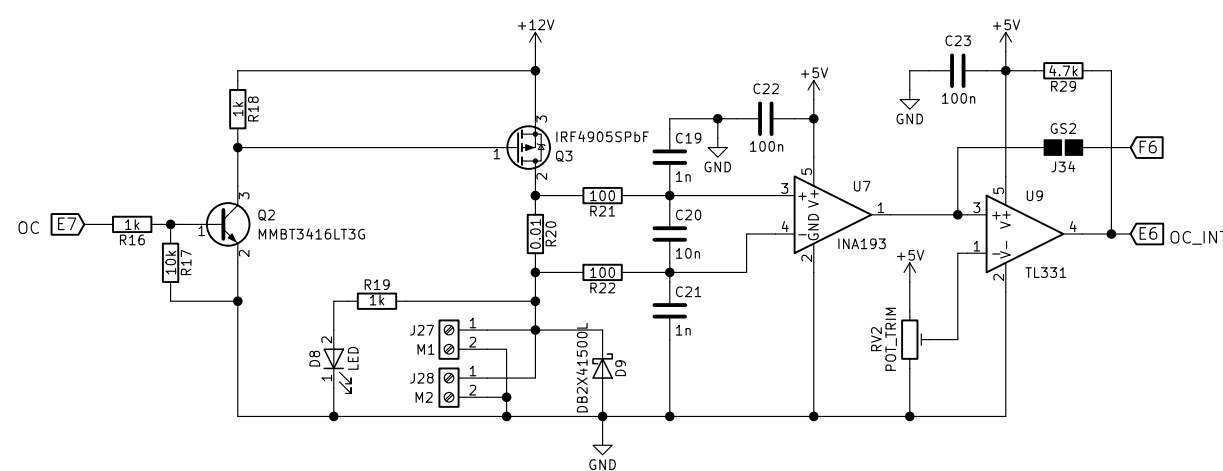 +12V
+5V
+5V
C23
4.7k
R29
100n
GND
C22
100n
GND
1k
R18
3
IRF4905SPbF
Q3
1
2
C19
1n
GS2
J34
F6
OC
E7
1k
R16
10k
R17
3
Q2
1
MMBT3416LT3G
2
100
R21
0.01
R20
C20
10n
100
R22
3
4
5
+
V+
GND
2
U7
1
INA193
3
1
5
+
V+
V-
2
U9
4
TL331
E6
OC_INT
R19
1k
C21
1n
+5V
RV2
POT_TRIM
D8
2
1
LED
J27
1
M1
2
J28
1
M2
2
DB2X41500L
D9
GND